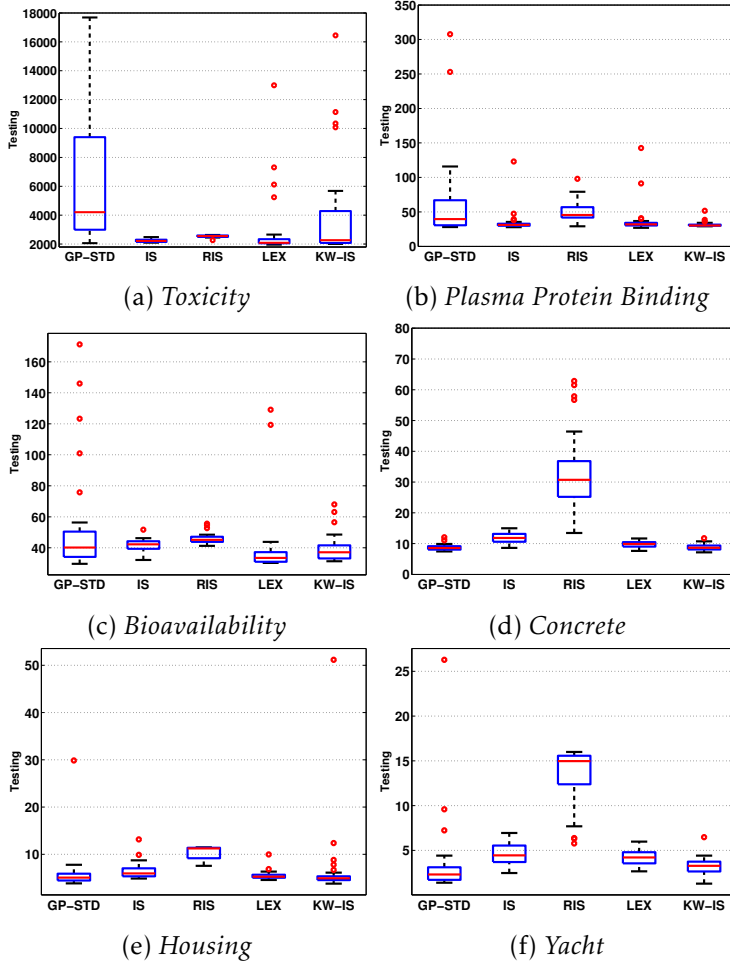 18000
16000
14000
12000
10000
8000
6000
4000
2000
Testing
GP-STD IS RIS LEX KW-IS
(a) Toxicity
350
300
250
200
150
100
50
0
Testing
GP-STD IS RIS LEX KW-IS
(b) Plasma Protein Binding
160
140
120
100
80
60
40
Testing
GP-STD IS RIS LEX KW-IS
(c) Bioavailability
80
70
60
50
40
30
20
10
0
Testing
GP-STD IS RIS LEX KW-IS
(d) Concrete
50
40
30
20
10
Testing
GP-STD IS RIS LEX KW-IS
(e) Housing
25
20
15
10
5
Testing
GP-STD IS RIS LEX KW-IS
(f) Yacht